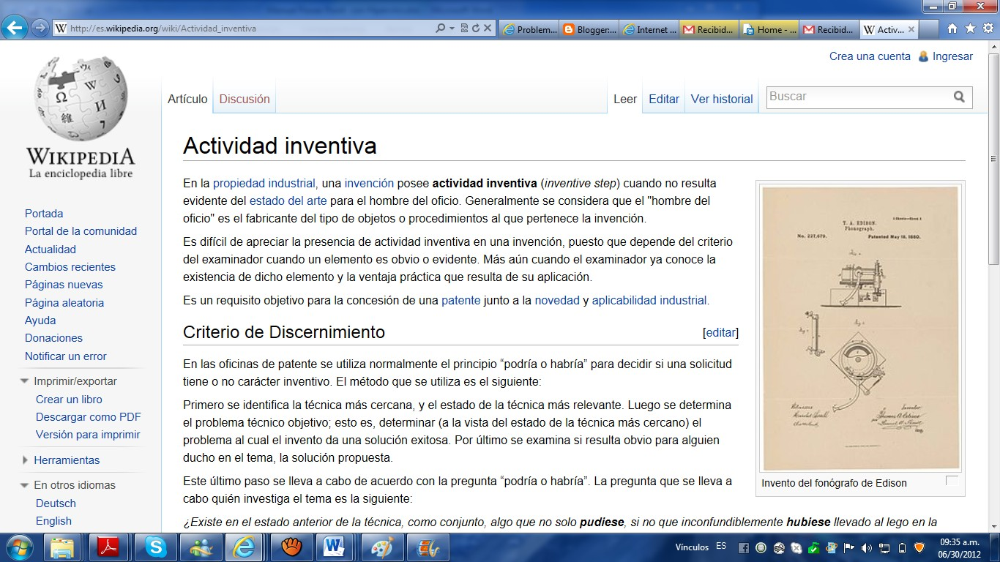 http://es.wikipedia.org/wiki/Actividad_inventiva
Problem...
Blogger:...
Internet ...
Recibid...
Home - ...
Recibid...
Activ...
Crea una cuenta
Ingresar
WIKIPEDIA
La enciclopedia libre
Artículo
Discusión
Leer
Editar
Ver historial
Buscar
Portada
Portal de la comunidad
Actualidad
Cambios recientes
Páginas nuevas
Página aleatoria
Ayuda
Donaciones
Notificar un error
Imprimir/exportar
Crear un libro
Descargar como PDF
Versión para imprimir
Herramientas
En otros idiomas
Deutsch
English
Actividad inventiva
En la propiedad industrial, una invención posee actividad inventiva (inventive step) cuando no resulta
evidente del estado del arte para el hombre del oficio. Generalmente se considera que el "hombre del
oficio" es el fabricante del tipo de objetos o procedimientos al que pertenece la invención.
Es difícil de apreciar la presencia de actividad inventiva en una invención, puesto que depende del criterio
del examinador cuando un elemento es obvio o evidente. Más aún cuando el examinador ya conoce la
existencia de dicho elemento y la ventaja práctica que resulta de su aplicación.
Es un requisito objetivo para la concesión de una patente junto a la novedad y aplicabilidad industrial.
Criterio de Discernimiento
[editar]
En las oficinas de patente se utiliza normalmente el principio “podría o habría” para decidir si una solicitud
tiene o no carácter inventivo. El método que se utiliza es el siguiente:
Primero se identifica la técnica más cercana, y el estado de la técnica más relevante. Luego se determina
el problema técnico objetivo; esto es, determinar (a la vista del estado de la técnica más cercano) el
problema al cual el invento da una solución exitosa. Por último se examina si resulta obvio para alguien
ducho en el tema, la solución propuesta.
Este último paso se lleva a cabo de acuerdo con la pregunta “podría o habría”. La pregunta que se lleva a
cabo quién investiga el tema es la siguiente:
¿Existe en el estado anterior de la técnica, como conjunto, algo que no solo pudiese, si no que inconfundiblemente hubiese llevado al lego en la
T. A. EDISON.
Phonograph.
No. 227,679.
Patented May 18, 1880.
Invento del fonógrafo de Edison
Vínculos
ES
09:35 a.m.
06/30/2012